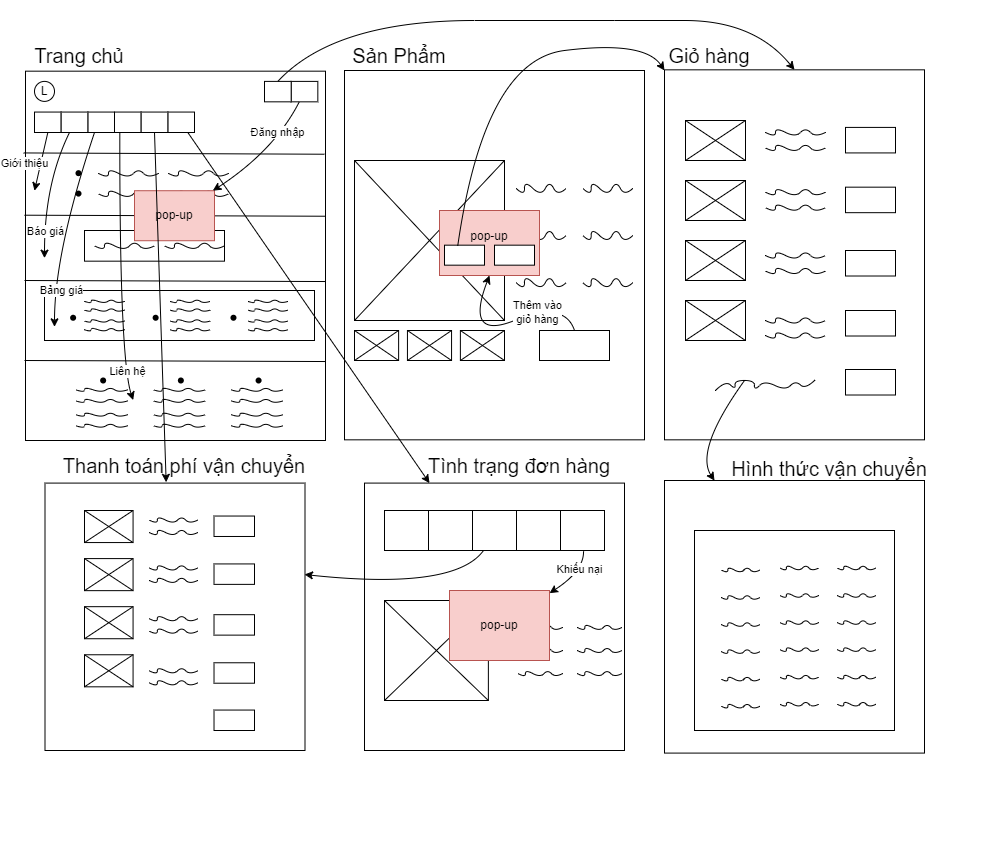 Trang chủ
Sản Phẩm
Giỏ hàng
L
Đăng nhập
Giới thiệu
pop-up
Báo giá
pop-up
Bảng giá
Thêm vào
giỏ hàng
Liên hệ
Thanh toán phí vận chuyển
Tình trạng đơn hàng
Hình thức vận chuyển
Khiếu nại
pop-up